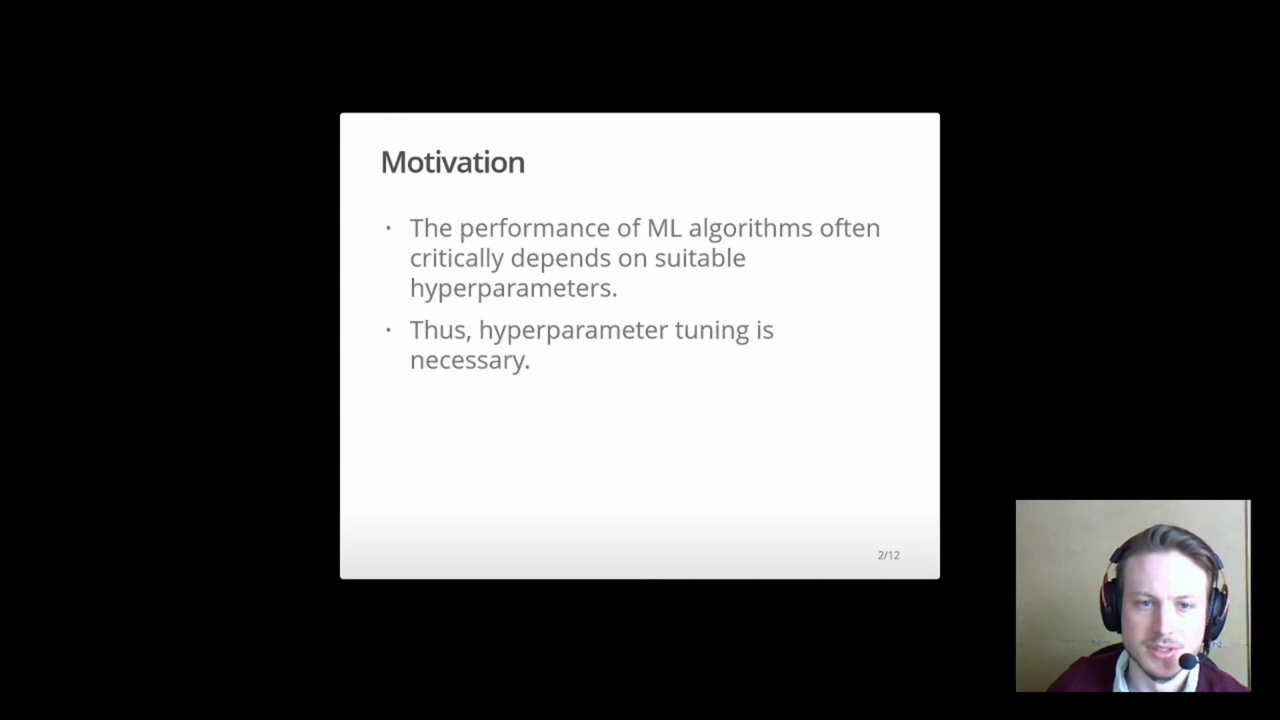 Motivation
· The performance of ML algorithms often
critically depends on suitable
hyperparameters.
· Thus, hyperparameter tuning is
necessary.
2/12